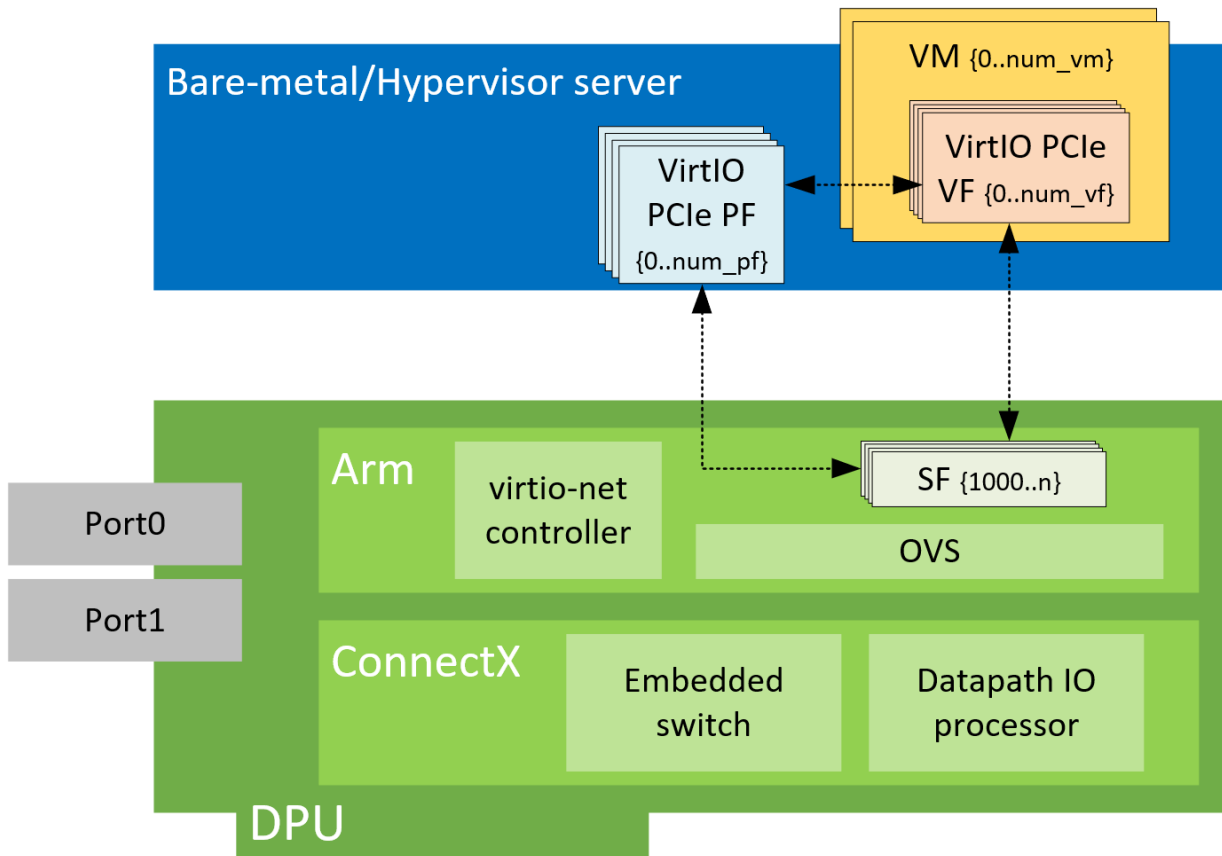 Bare-metal/Hypervisor server
VM {0..num_vm}
VirtIO
PCIe PF
{0..num_pf}
VirtIO PCIe
VF {0..num_vf}
Arm
virtio-net
controller
SF {1000..n}
OVS
Port0
Port1
ConnectX
Embedded
switch
Datapath IO
processor
DPU